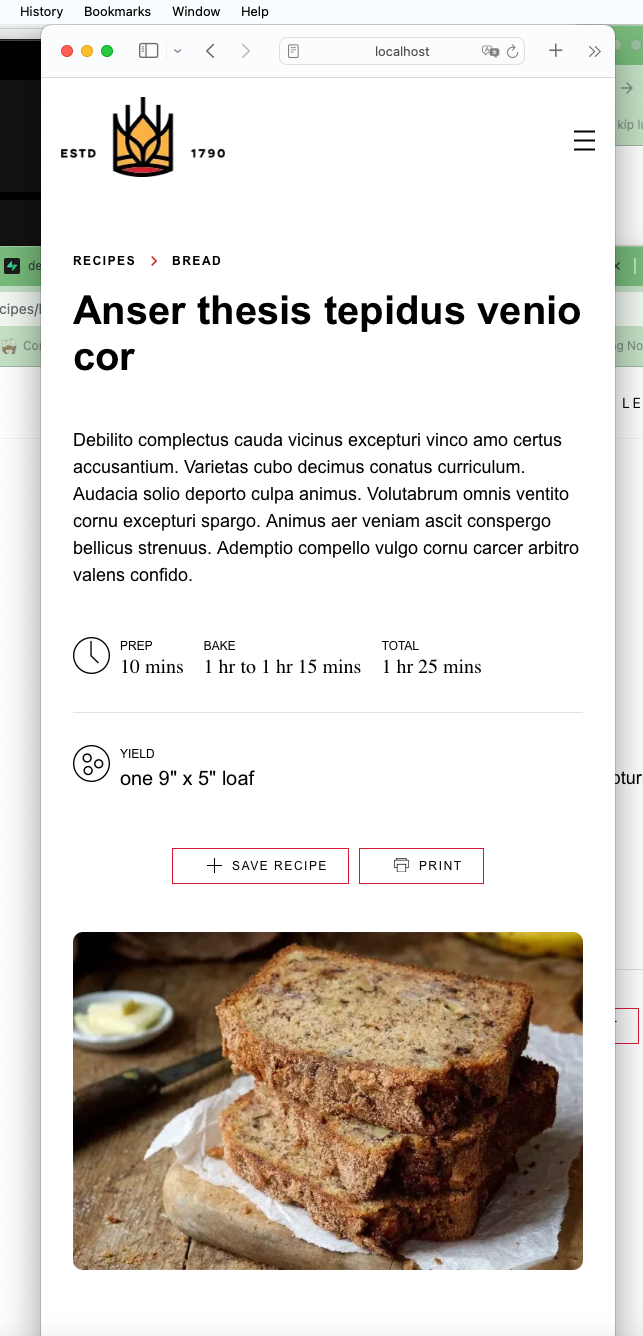 History Bookmarks Window Help
localhost
ESTD 1790
RECIPES > BREAD
Anser thesis tepidus venio
cor
Debilito complectus cauda vicinus excepturi vinco amo certus
accusantium. Varietas cubo decimus conatus curriculum.
Audacia solio deporto culpa animus. Volutabrum omnis ventito
cornu excepturi spargo. Animus aer veniam ascit conspergo
bellicus strenuus. Ademptio compello vulgo cornu carcer arbitro
valens confido.
PREP BAKE TOTAL
10 mins 1 hr to 1 hr 15 mins 1 hr 25 mins
YIELD
one 9" x 5" loaf
SAVE RECIPE PRINT